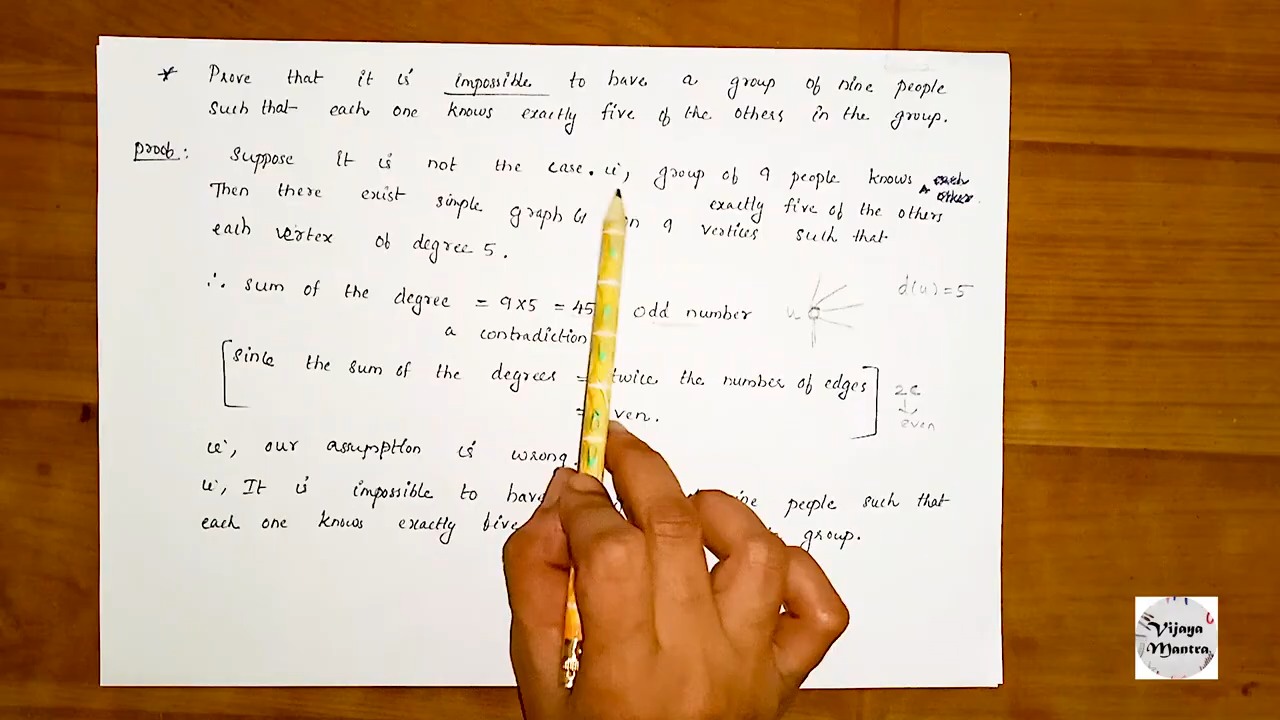 * Prove that it is impossible to have a group of nine people
such that each one knows exactly five of the others in the group.
Proof: Suppose it is not the case. ie, group of 9 people knows
exactly five of the others
Then there exist simple graph G 9 vertices such that
each vertex of degree 5.
∴ sum of the degree = 9×5 = 45 odd number
a contradiction
u d(u)=5
[since the sum of the degrees = twice the number of edges
= even.]
2e
↓
even
ie, our assumption is wrong.
ie, It is impossible to have people such that
each one knows exactly five group.
Vijaya
Mantra